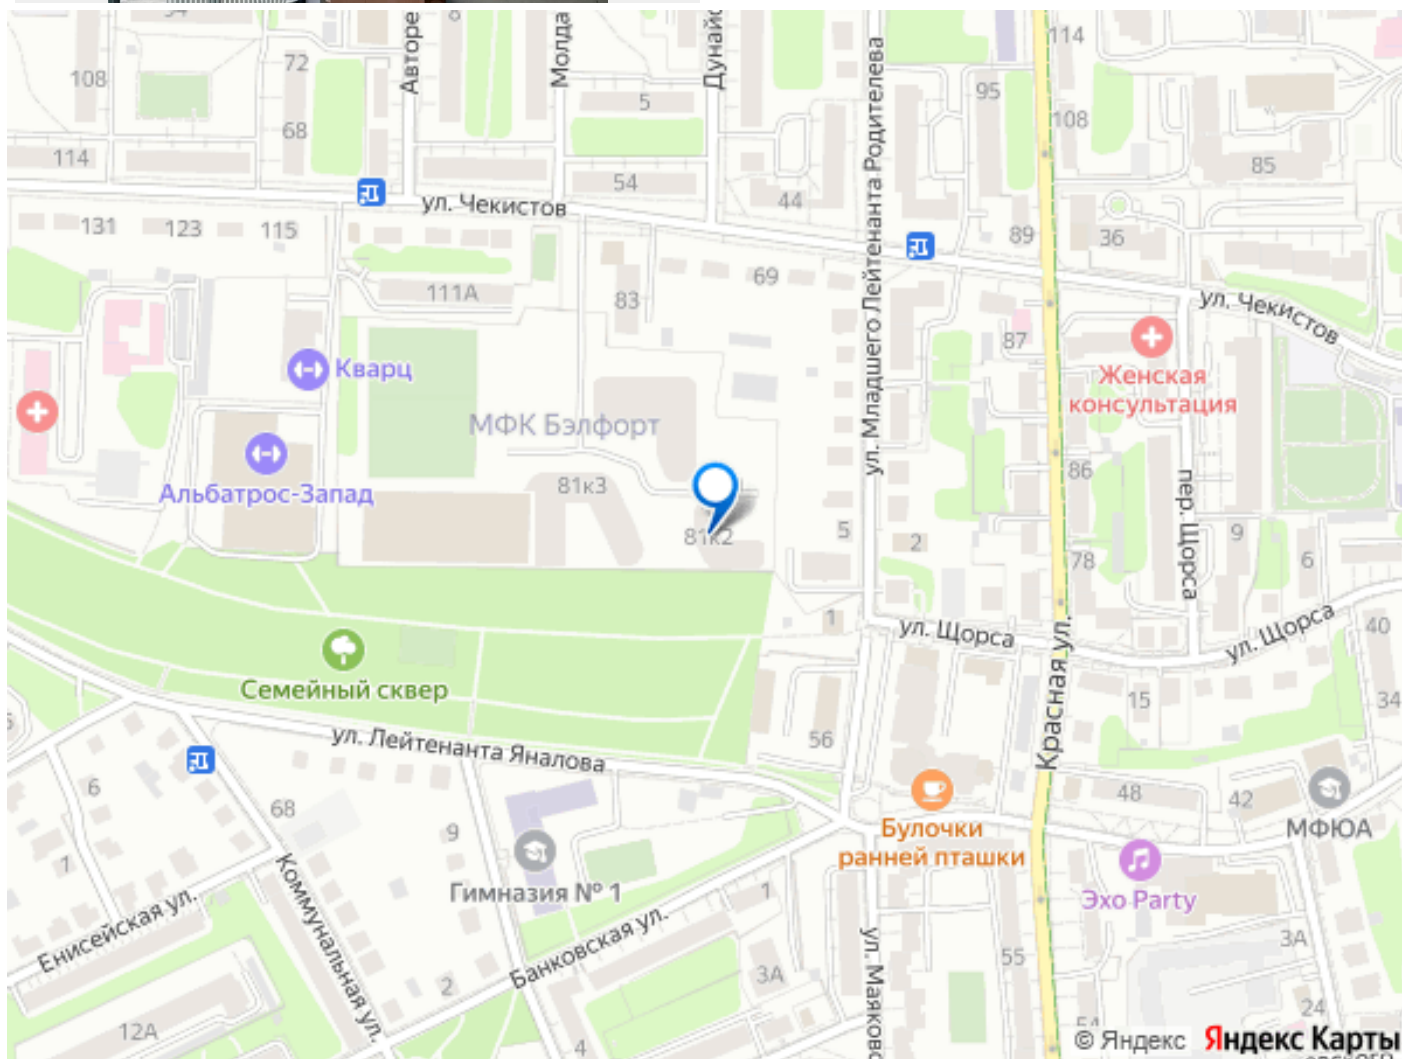 54
8
114
108
72
Авторе
Молда
Дунайс
ул. Младшего Лейтенанта Родителева
95
108
5
68
114
54
44
85
ул. Чекистов
131
123
115
89
36
69
111А
83
ул. Чекистов
87
Кварц
Женская
консультация
МФК Бэлфорт
86
Альбатрос-Запад
81к3
81к2
5
2
78
пер. Щорса
9
6
1
ул. Щорса
ул. Щорса
40
Семейный сквер
Красная ул.
15
34
ул. Лейтенанта Яналова
56
6
68
48
42
МФЮА
Булочки
ранней пташки
9
1
Гимназия № 1
Коммунальная ул.
1
Эхо Party
Енисейская ул.
Банковская ул.
ул. Маяково
3А
55
3А
2
24
12А
4
54
© Яндекс
Яндекс Карты